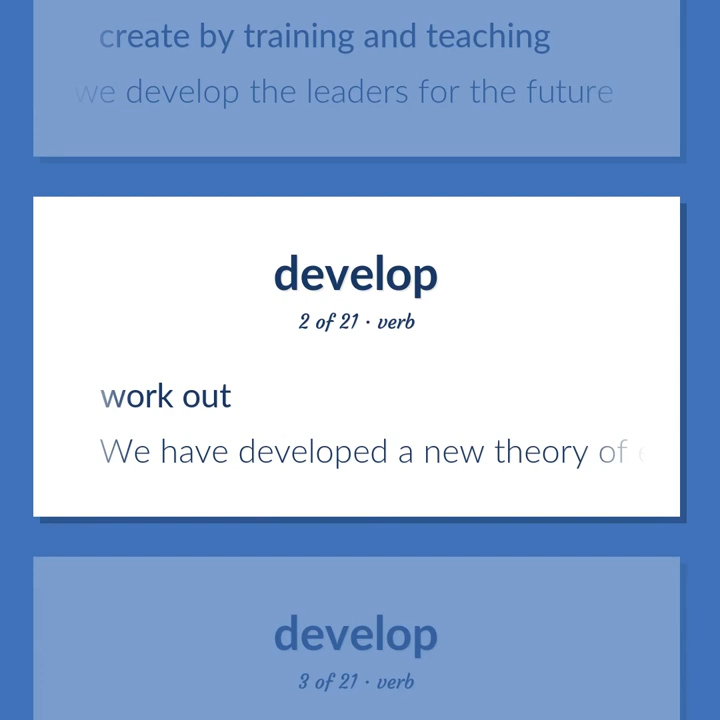 create by training and teaching
we develop the leaders for the future
develop
2 of 21 · verb
work out
We have developed a new theory of
develop
3 of 21 · verb